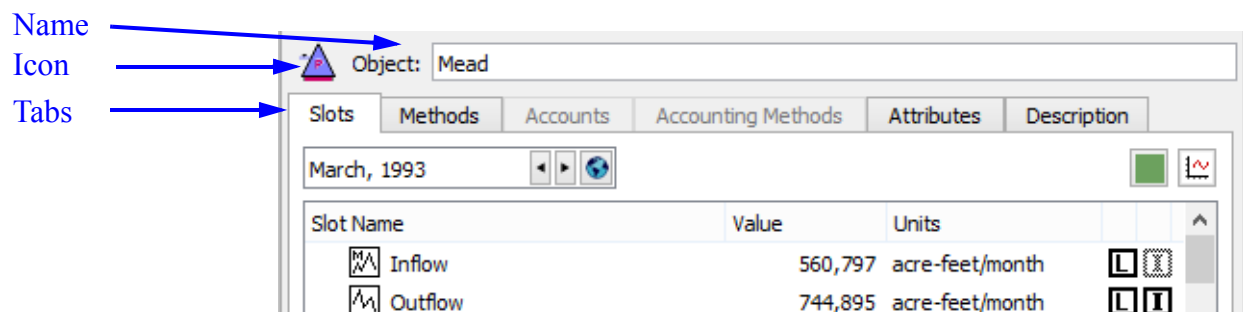 Name
Icon
Tabs
P Object: Mead
Slots Methods Accounts Accounting Methods Attributes Description
March, 1993
Slot Name Value Units
M Inflow 560,797 acre-feet/month L I
Outflow 744,895 acre-feet/month L I